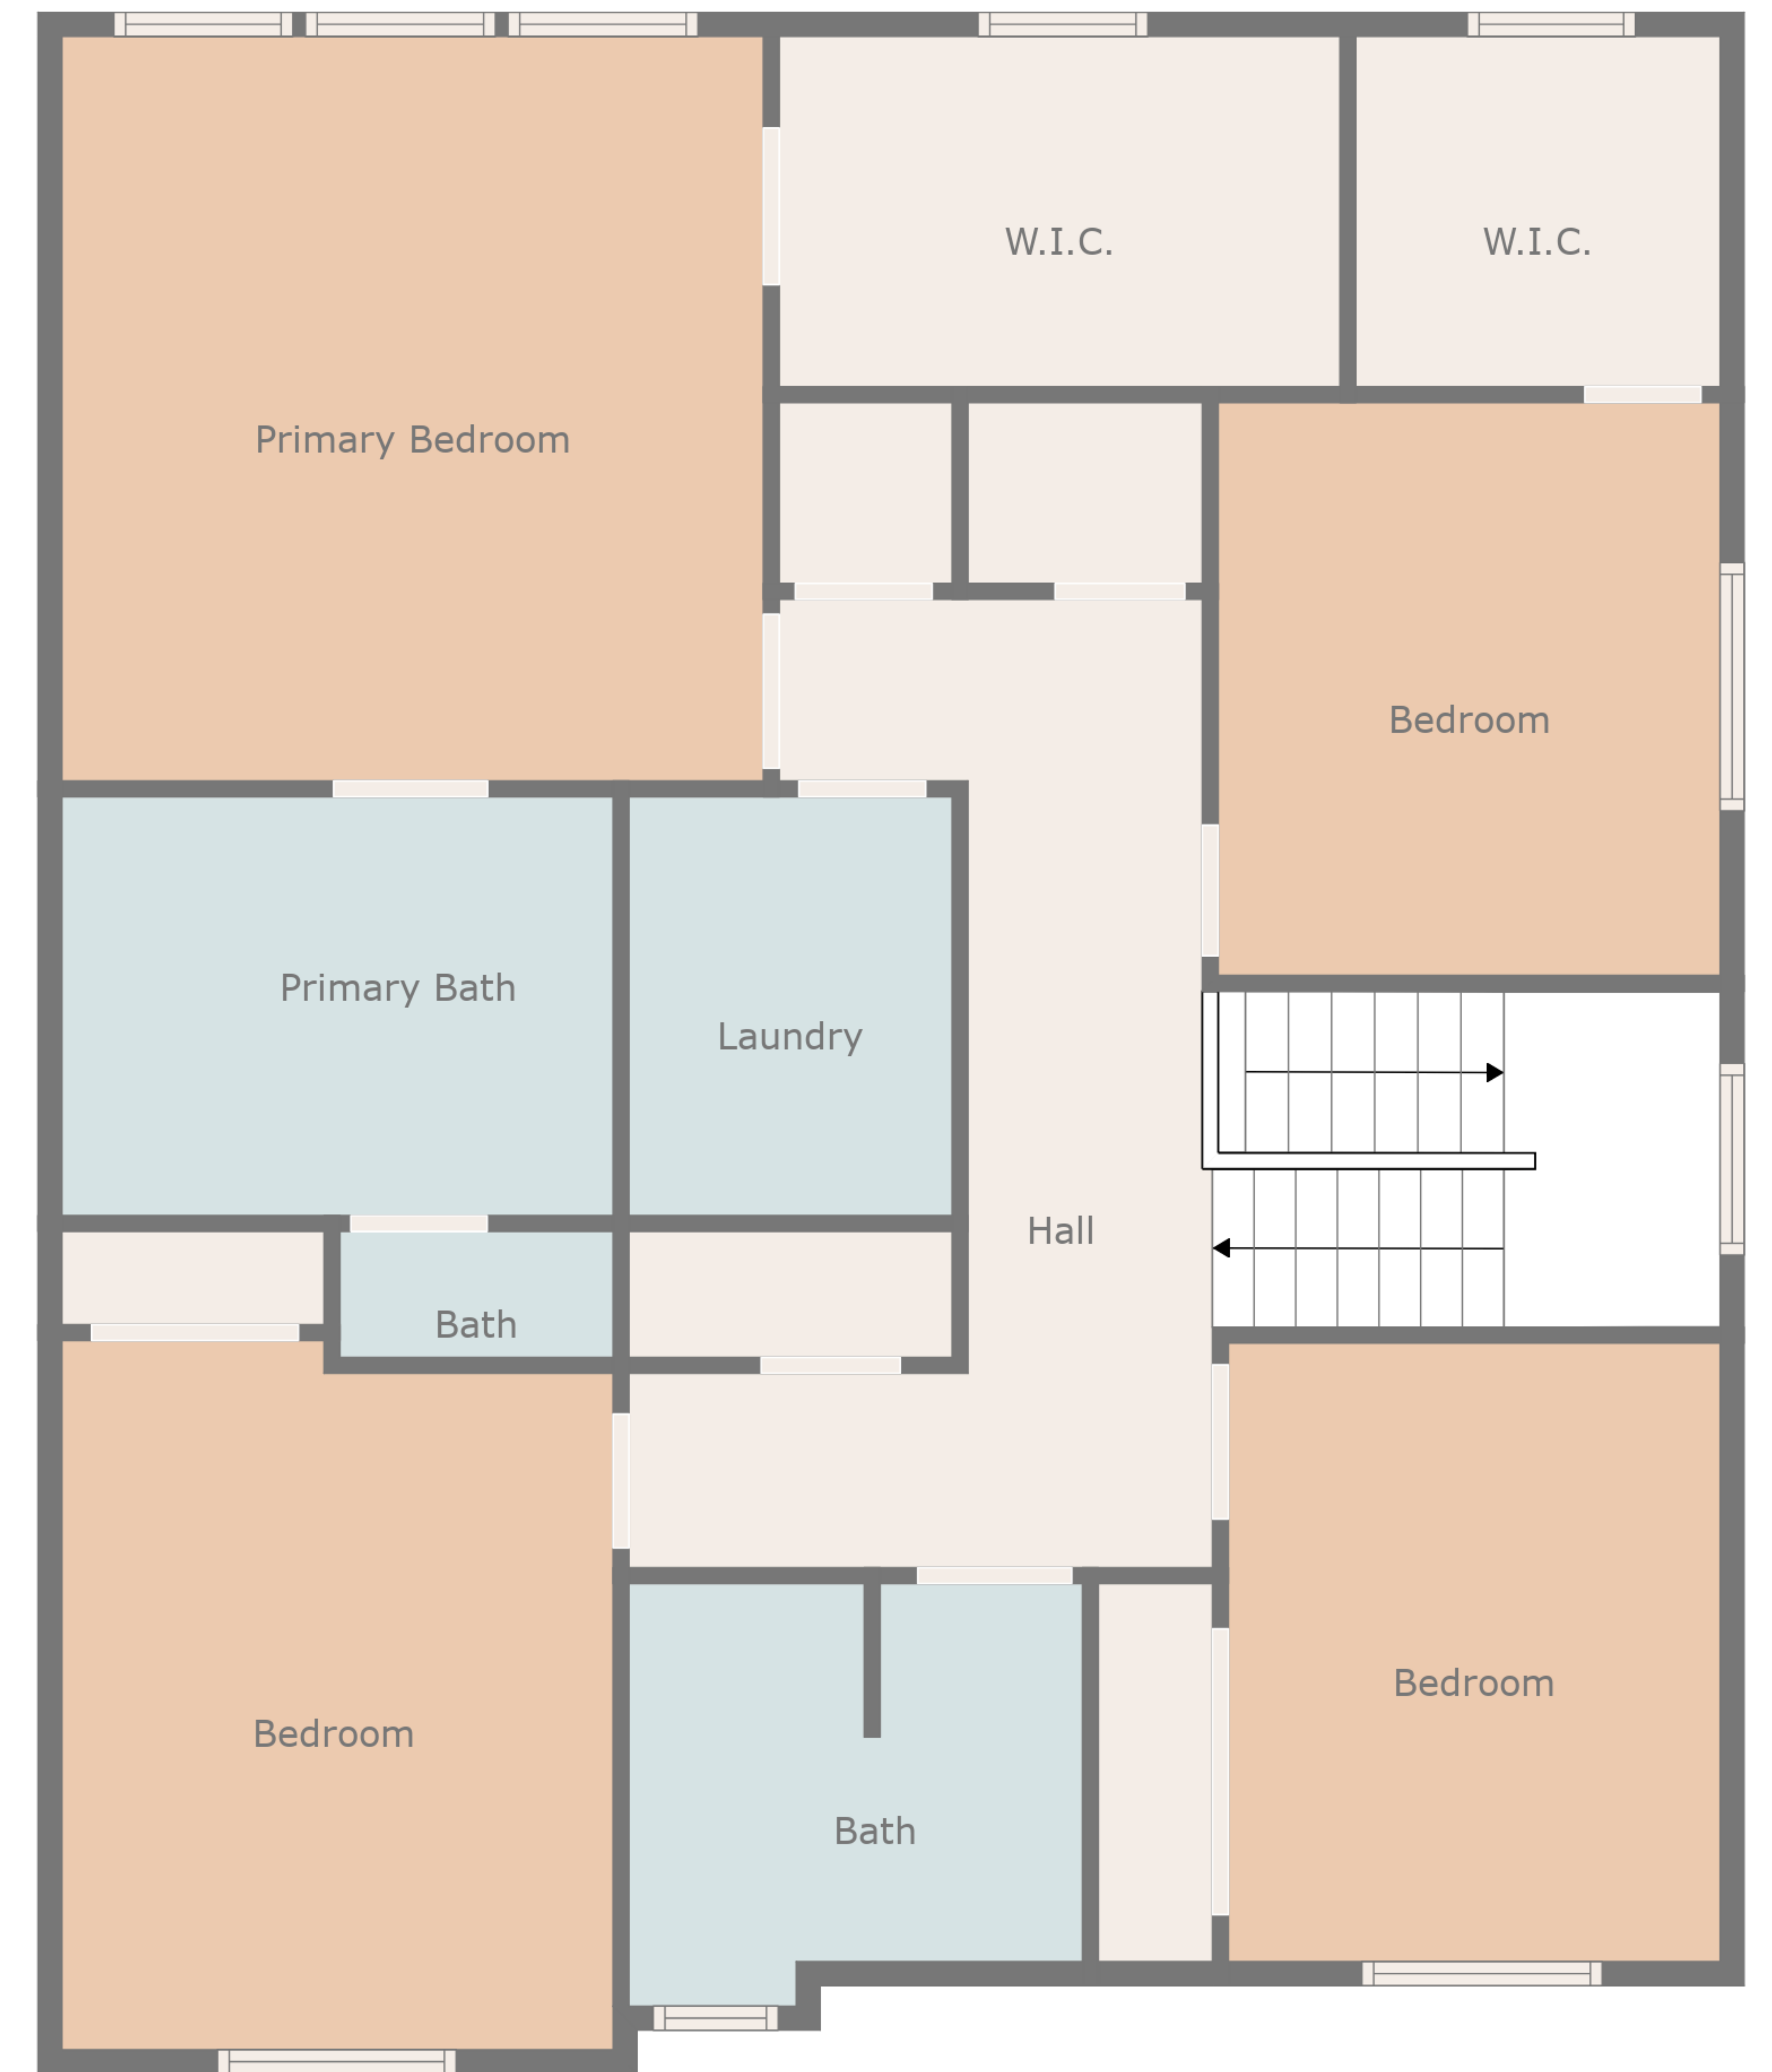 W.I.C.
W.I.C.
Primary Bedroom
Bedroom
Primary Bath
Laundry
Hall
Bath
Bedroom
Bedroom
Bath